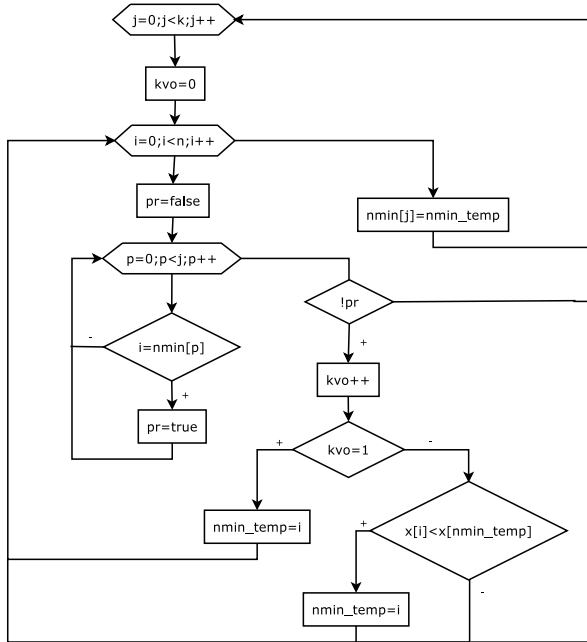 j=0;j<k;j++
kvo=0
i=0;i<n;i++
pr=false
nmin[j]=nmin_temp
p=0;p<j;p++
!pr
-
i=nmin[p]
+
kvo++
+
pr=true
+
kvo=1
-
nmin_temp=i
+
x[i]<x[nmin_temp]
nmin_temp=i
-